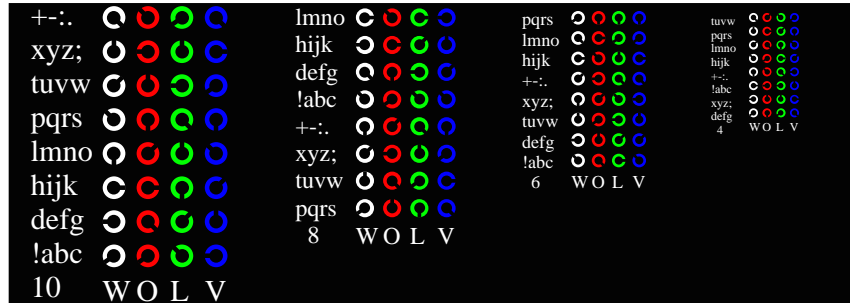 +-:.
xyz;
tuvw
pqrs
lmno
hijk
defg
!abc
10 W O L V
lmno
hijk
defg
!abc
+-:.
xyz;
tuvw
pqrs
8 W O L V
pqrs
lmno
hijk
+-:.
xyz;
tuvw
defg
!abc
6 W O L V
tuvw
pqrs
lmno
hijk
+-:.
!abc
xyz;
defg
4 W O L V